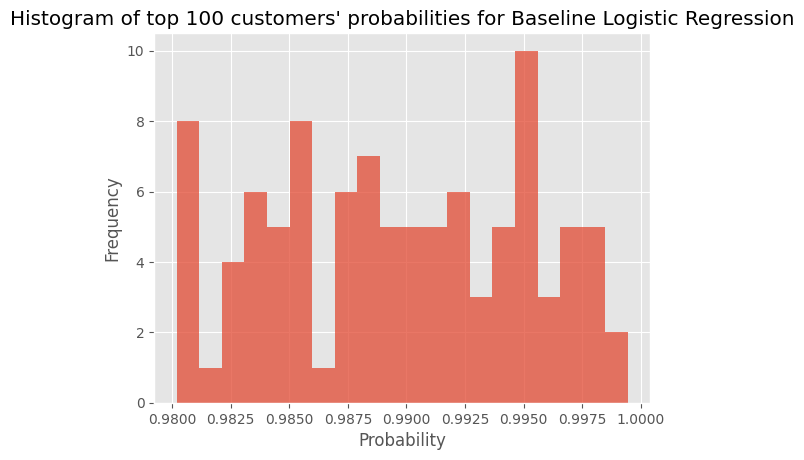 Histogram of top 100 customers' probabilities for Baseline Logistic Regression
10
8
6
4
2
0
Frequency
0.9800 0.9825 0.9850 0.9875 0.9900 0.9925 0.9950 0.9975 1.0000
Probability